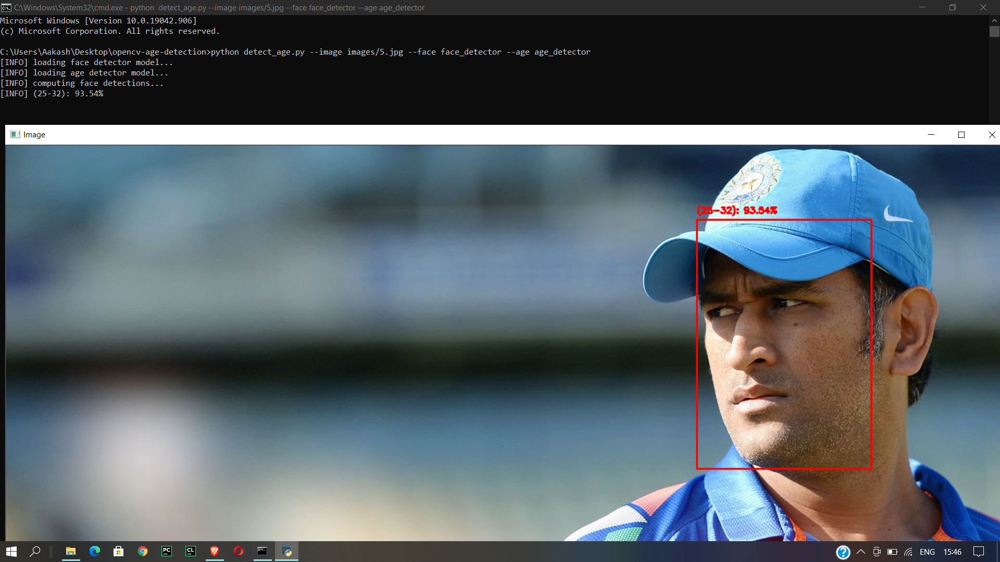 C:\Windows\System32\cmd.exe - python  detect_age.py --image images/5.jpg --face face_detector --age age_detector
Microsoft Windows [Version 10.0.19042.906]
(c) Microsoft Corporation. All rights reserved.
C:\Users\Aakash\Desktop\opencv-age-detection>python detect_age.py --image images/5.jpg --face face_detector --age age_detector
[INFO] loading face detector model...
[INFO] loading age detector model...
[INFO] computing face detections...
[INFO] (25-32): 93.54%
Image
(25-32): 93.54%
PC
CL
ENG
15:46